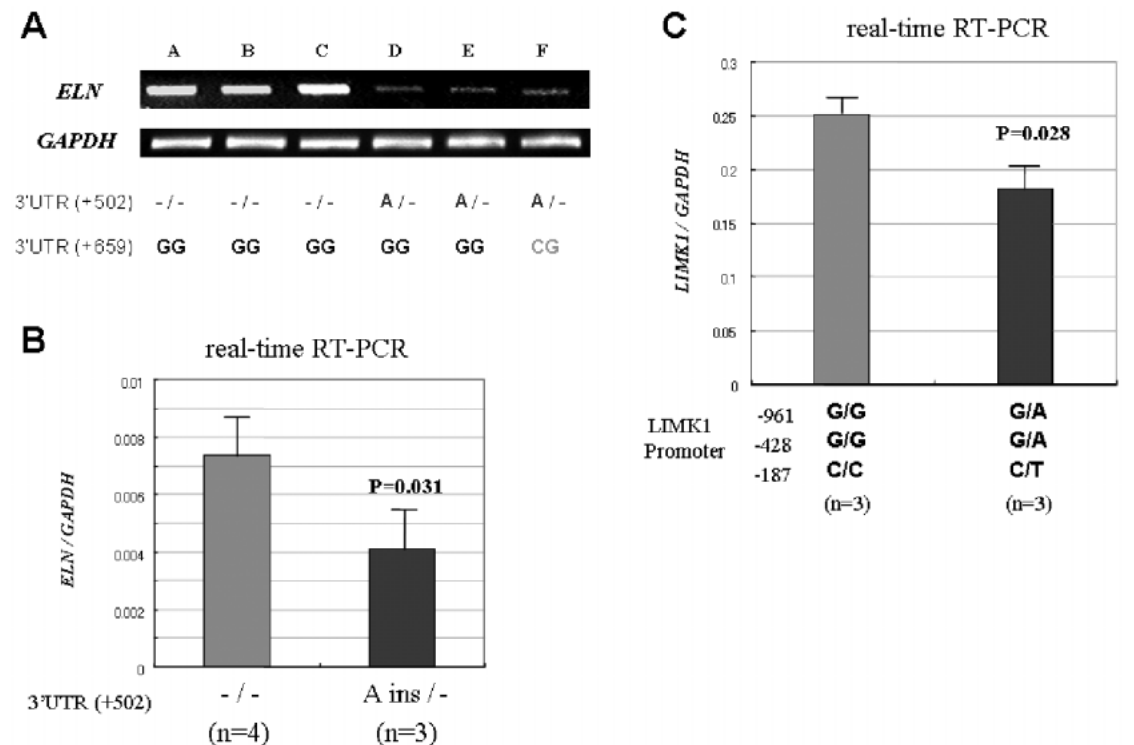 A
A B C D E F
ELN
GAPDH
3'UTR (+502) -/- -/- -/- A/- A/- A/-
3'UTR (+659) GG GG GG GG GG CG
B
real-time RT-PCR
0.01
0.008
0.006
0.004
0.002
0
ELN / GAPDH
P=0.031
3'UTR (+502) -/- A ins /-
(n=4) (n=3)
C
real-time RT-PCR
0.3
0.25
0.2
0.15
0.1
0.05
0
LIMK1 / GAPDH
P=0.028
LIMK1 Promoter
-961 G/G G/A
-428 G/G G/A
-187 C/C C/T
(n=3) (n=3)